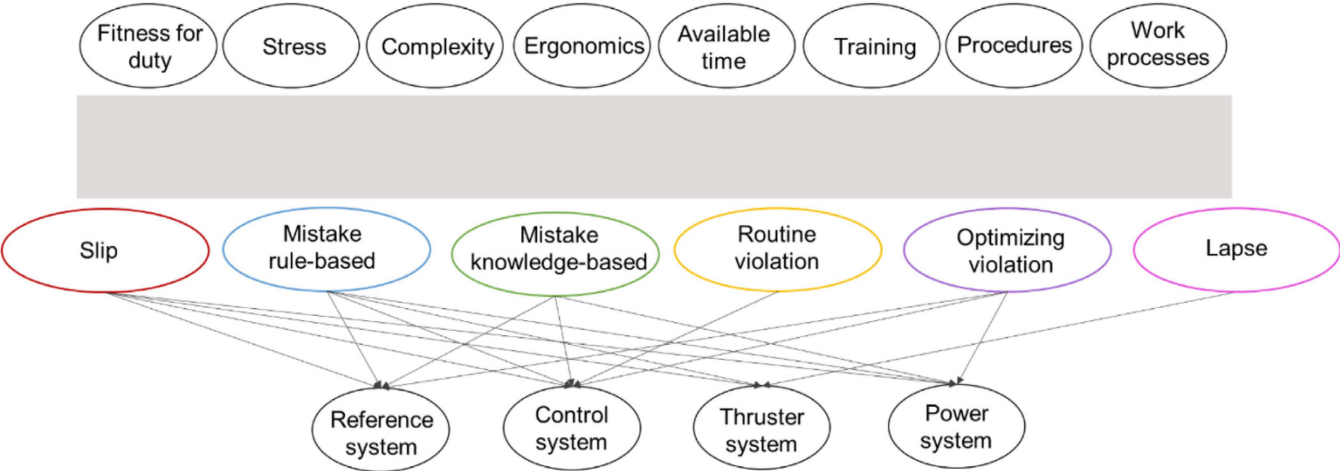 Fitness for
duty
Stress
Complexity
Ergonomics
Available
time
Training
Procedures
Work
processes
Slip
Mistake
rule-based
Mistake
knowledge-based
Routine
violation
Optimizing
violation
Lapse
Reference
system
Control
system
Thruster
system
Power
system